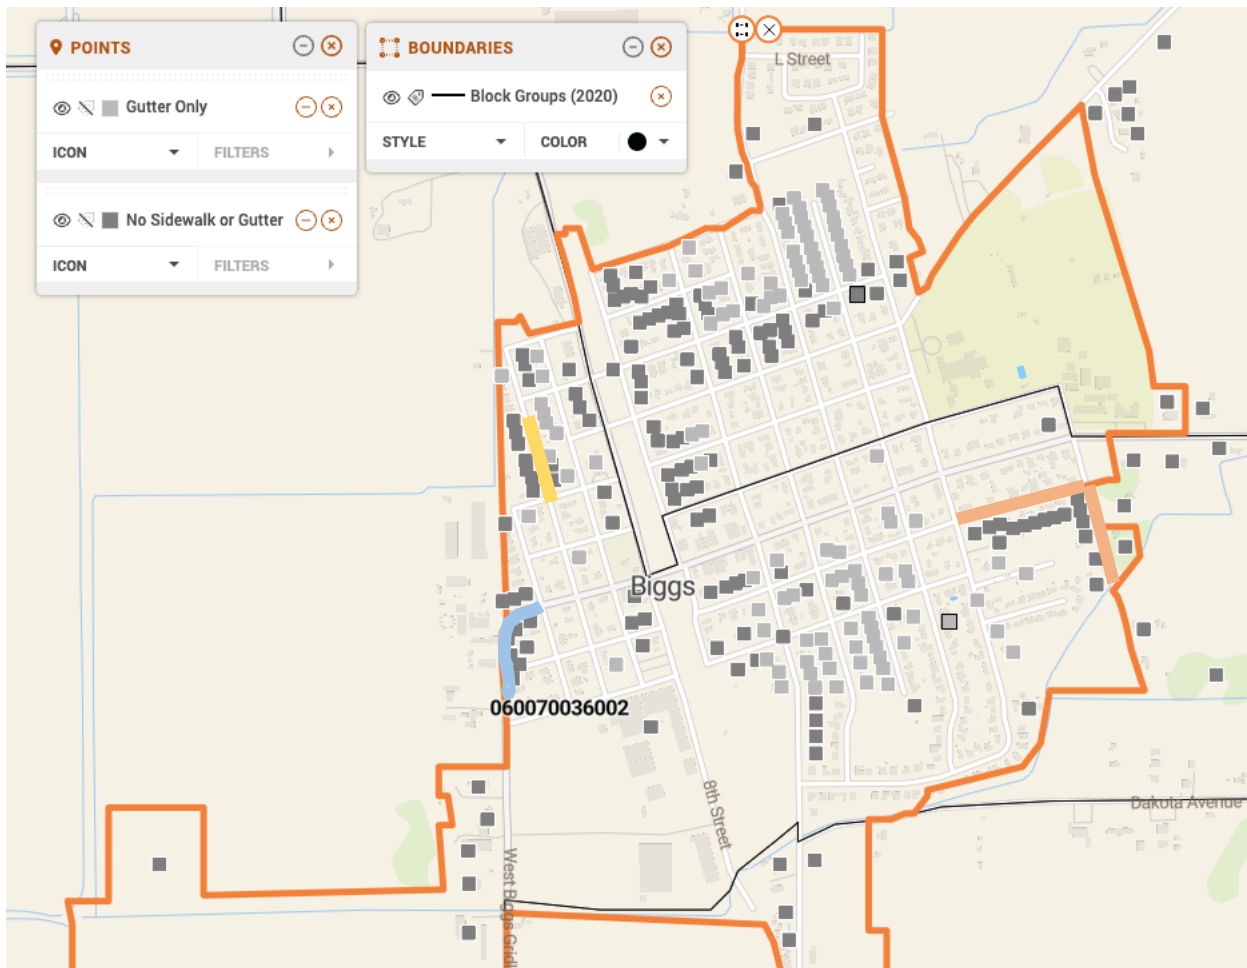 POINTS
Gutter Only
ICON
FILTERS
No Sidewalk or Gutter
ICON
FILTERS
BOUNDARIES
Block Groups (2020)
STYLE
COLOR
L Street
Biggs
060070036002
8th Street
Dakota Avenue
West Biggs Gridl